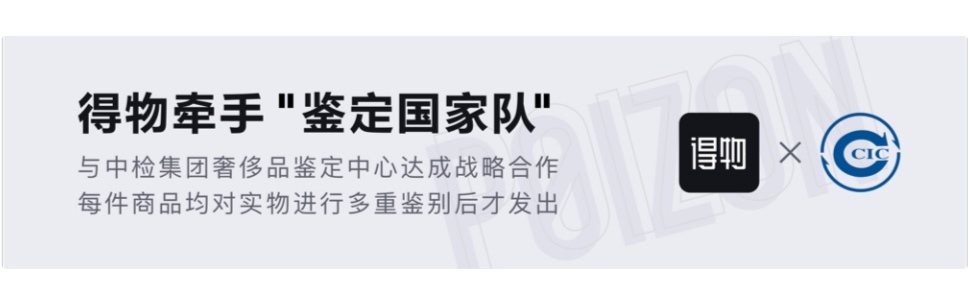 得物牵手"鉴定国家队"
与中检集团奢侈品鉴定中心达成战略合作
每件商品均对实物进行多重鉴别后才发出
得物
CCIC
POIZON